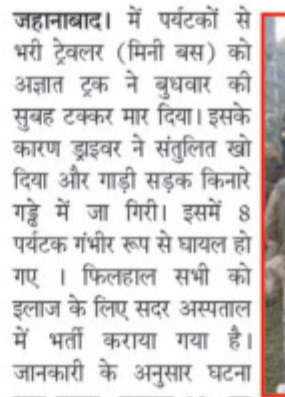 जहानाबाद। में पर्यटकों से
भरी ट्रेवलर (मिनी बस) को
अज्ञात ट्रक ने बुधवार की
सुबह टक्कर मार दिया। इसके
कारण ड्राइवर ने संतुलित खो
दिया और गाड़ी सड़क किनारे
गड्ढे में जा गिरी। इसमें 8
पर्यटक गंभीर रूप से घायल हो
गए । फिलहाल सभी को
इलाज के लिए सदर अस्पताल
में भर्ती कराया गया है।
जानकारी के अनुसार घटना